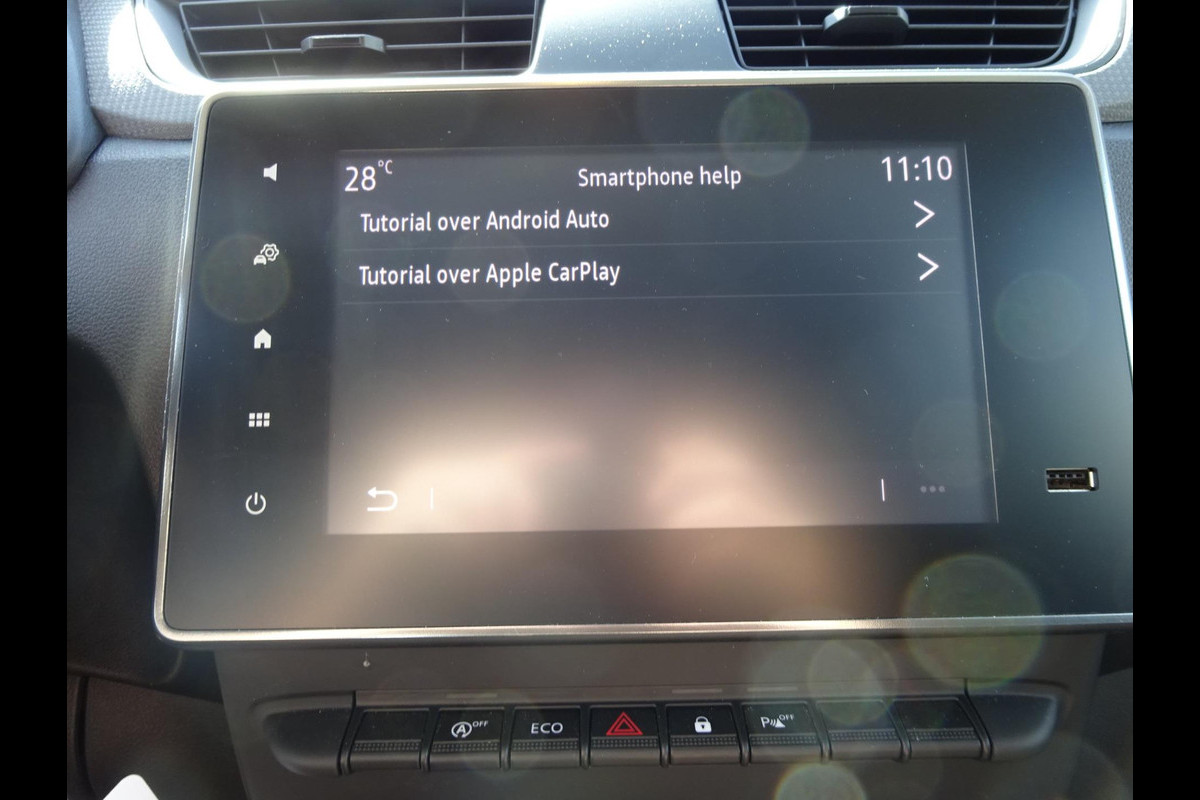 28°C
Smartphone help
11:10
Tutorial over Android Auto
Tutorial over Apple CarPlay
A OFF
ECO
P OFF